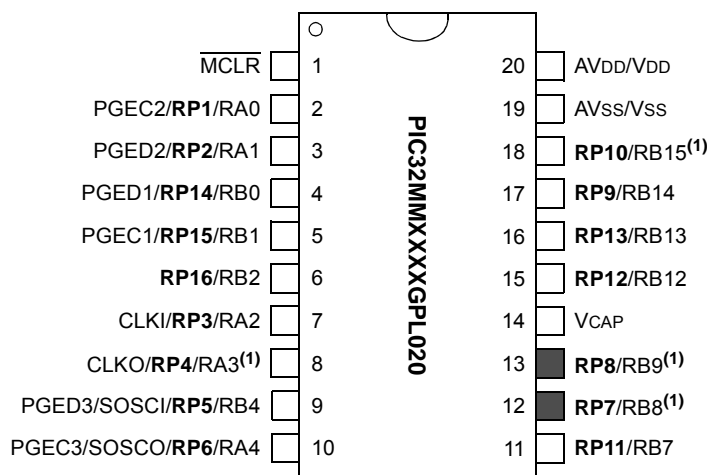 MCLR 1 20 AVDD/VDD
PGEC2/RP1/RA0 2 19 AVSS/VSS
PGED2/RP2/RA1 3 18 RP10/RB15(1)
PGED1/RP14/RB0 4 17 RP9/RB14
PGEC1/RP15/RB1 5 16 RP13/RB13
RP16/RB2 6 15 RP12/RB12
CLKI/RP3/RA2 7 14 VCAP
CLKO/RP4/RA3(1) 8 13 RP8/RB9(1)
PGED3/SOSCI/RP5/RB4 9 12 RP7/RB8(1)
PGEC3/SOSCO/RP6/RA4 10 11 RP11/RB7
PIC32MMXXXXGPL020